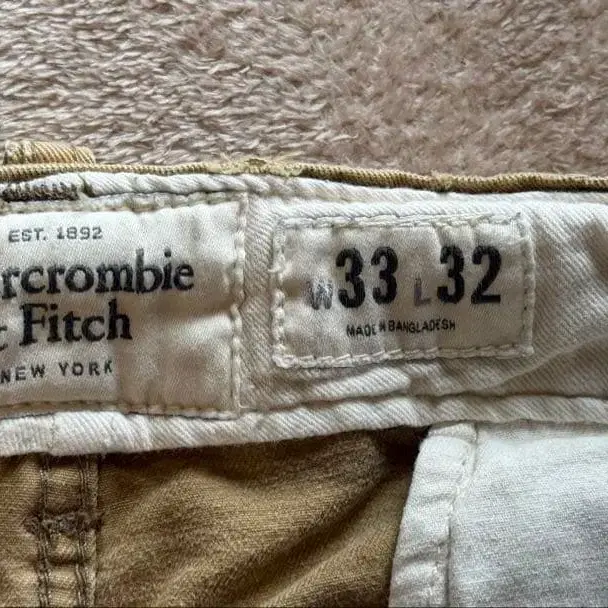 EST. 1892
rcrombie
& Fitch
NEW YORK
W33 L32
MADE IN BANGLADESH